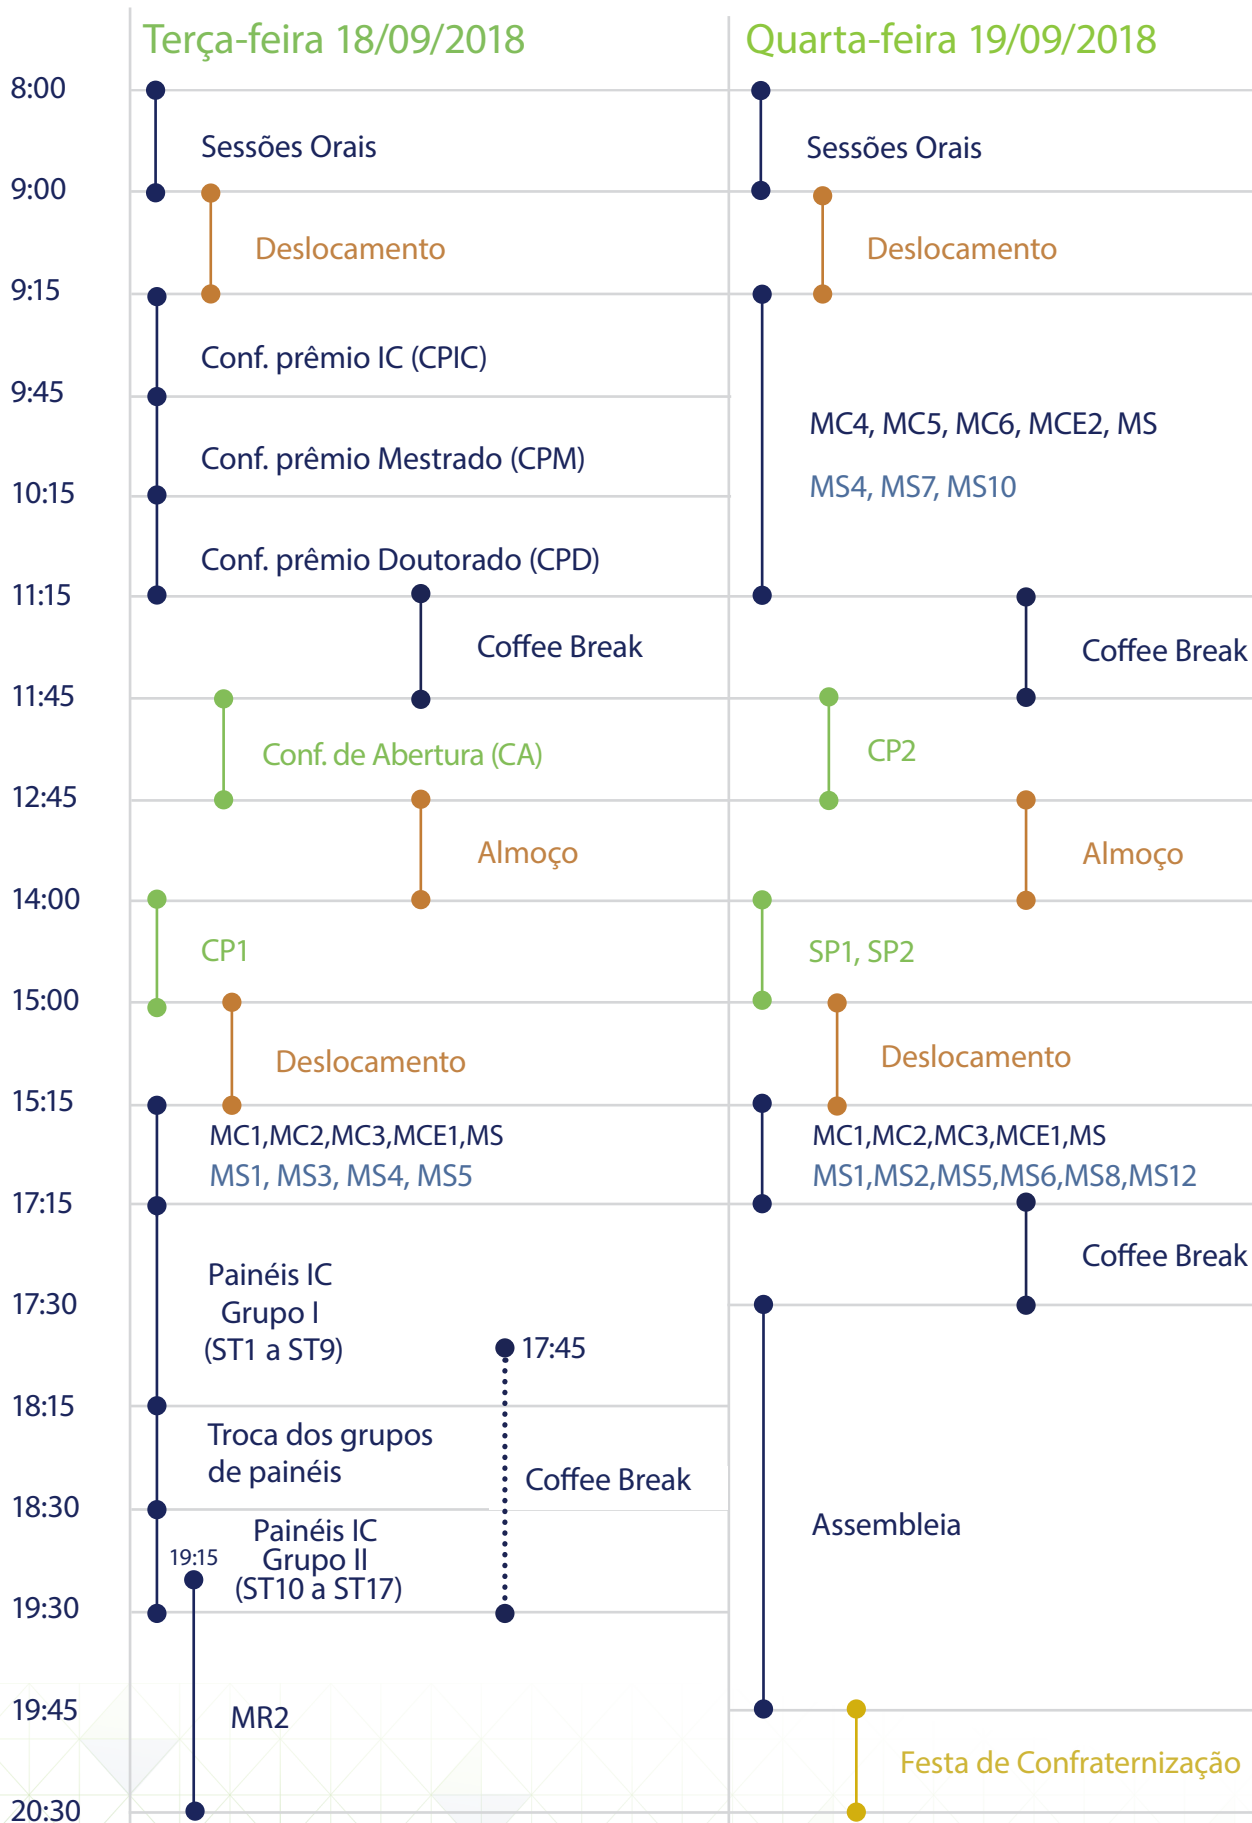 Terça-feira 18/09/2018
Quarta-feira 19/09/2018
8:00
Sessões Orais
Sessões Orais
9:00
Deslocamento
Deslocamento
9:15
Conf. prêmio IC (CPIC)
9:45
MC4, MC5, MC6, MCE2, MS
Conf. prêmio Mestrado (CPM)
MS4, MS7, MS10
10:15
Conf. prêmio Doutorado (CPD)
11:15
Coffee Break
Coffee Break
11:45
Conf. de Abertura (CA)
CP2
12:45
Almoço
Almoço
14:00
CP1
SP1, SP2
15:00
Deslocamento
Deslocamento
15:15
MC1,MC2,MC3,MCE1,MS
MC1,MC2,MC3,MCE1,MS
MS1, MS3, MS4, MS5
MS1,MS2,MS5,MS6,MS8,MS12
17:15
Painéis IC
Grupo I
(ST1 a ST9)
Coffee Break
17:30
17:45
18:15
Troca dos grupos
de painéis
Coffee Break
18:30
Painéis IC
Grupo II
(ST10 a ST17)
19:15
Assembleia
19:30
19:45
MR2
Festa de Confraternização
20:30